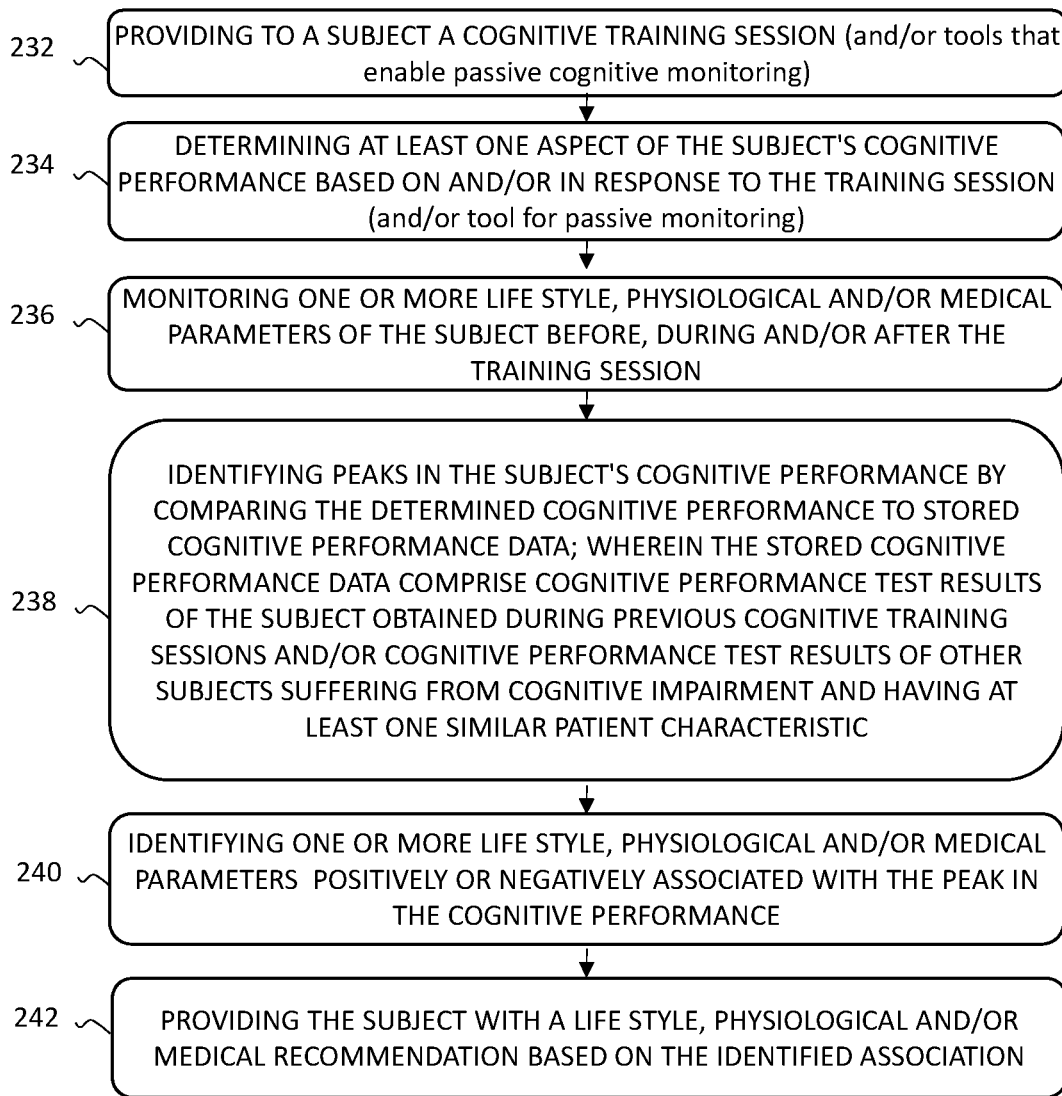 232
PROVIDING TO A SUBJECT A COGNITIVE TRAINING SESSION (and/or tools that
enable passive cognitive monitoring)
234
DETERMINING AT LEAST ONE ASPECT OF THE SUBJECT'S COGNITIVE
PERFORMANCE BASED ON AND/OR IN RESPONSE TO THE TRAINING SESSION
(and/or tool for passive monitoring)
236
MONITORING ONE OR MORE LIFE STYLE, PHYSIOLOGICAL AND/OR MEDICAL
PARAMETERS OF THE SUBJECT BEFORE, DURING AND/OR AFTER THE
TRAINING SESSION
238
IDENTIFYING PEAKS IN THE SUBJECT'S COGNITIVE PERFORMANCE BY
COMPARING THE DETERMINED COGNITIVE PERFORMANCE TO STORED
COGNITIVE PERFORMANCE DATA; WHEREIN THE STORED COGNITIVE
PERFORMANCE DATA COMPRISE COGNITIVE PERFORMANCE TEST RESULTS
OF THE SUBJECT OBTAINED DURING PREVIOUS COGNITIVE TRAINING
SESSIONS AND/OR COGNITIVE PERFORMANCE TEST RESULTS OF OTHER
SUBJECTS SUFFERING FROM COGNITIVE IMPAIRMENT AND HAVING AT
LEAST ONE SIMILAR PATIENT CHARACTERISTIC
240
IDENTIFYING ONE OR MORE LIFE STYLE, PHYSIOLOGICAL AND/OR MEDICAL
PARAMETERS POSITIVELY OR NEGATIVELY ASSOCIATED WITH THE PEAK IN
THE COGNITIVE PERFORMANCE
242
PROVIDING THE SUBJECT WITH A LIFE STYLE, PHYSIOLOGICAL AND/OR
MEDICAL RECOMMENDATION BASED ON THE IDENTIFIED ASSOCIATION